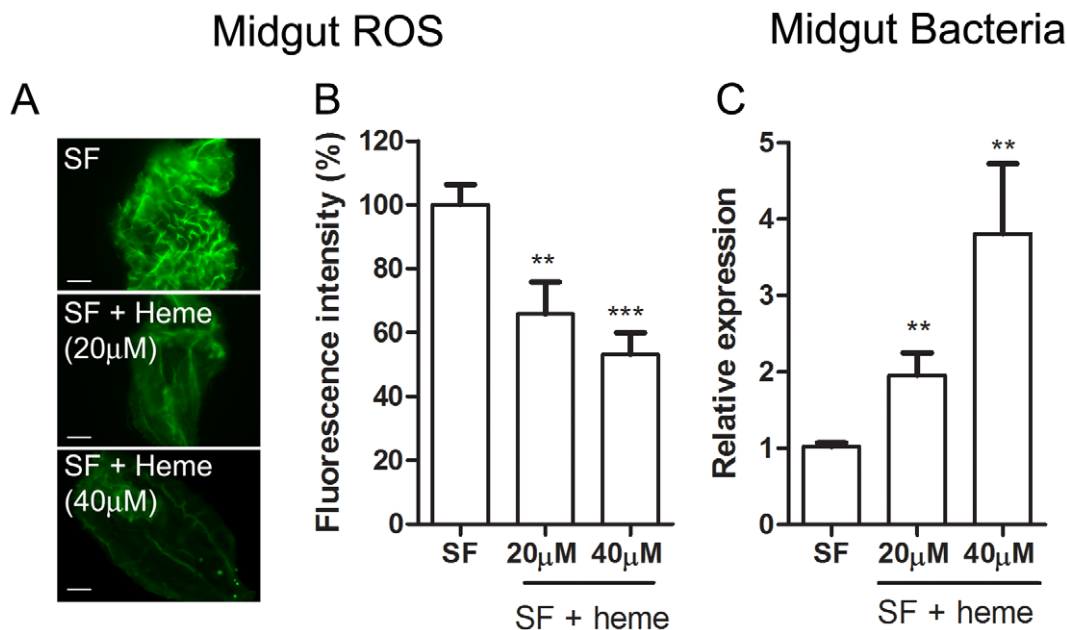 Midgut ROS
Midgut Bacteria
A
SF
SF + Heme
(20μM)
SF + Heme
(40μM)
B
Fluorescence intensity (%)
120
100
80
60
40
20
0
**
***
SF
20μM
40μM
SF + heme
C
Relative expression
5
4
3
2
1
0
**
**
SF
20μM
40μM
SF + heme